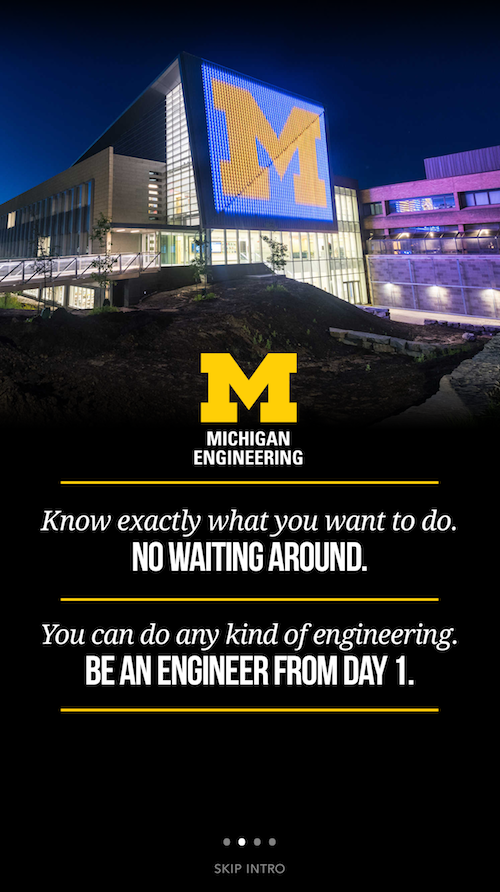 M
M
MICHIGAN
ENGINEERING
Know exactly what you want to do.
NO WAITING AROUND.
You can do any kind of engineering.
BE AN ENGINEER FROM DAY 1.
SKIP INTRO